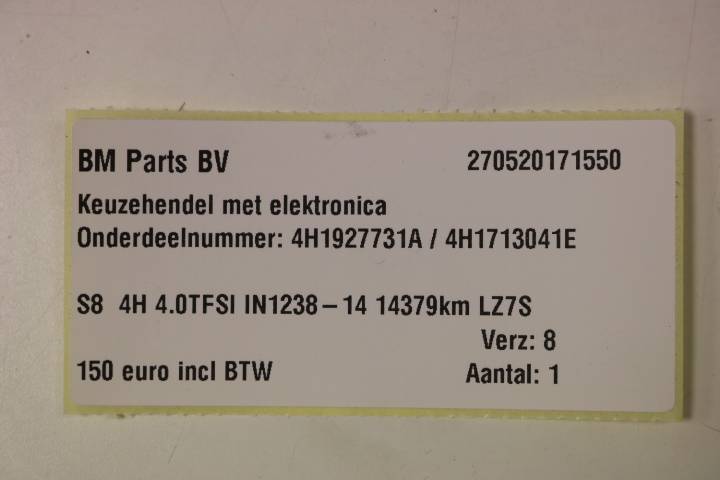 BM Parts BV 270520171550
Keuzehendel met elektronica
Onderdeelnummer: 4H1927731A / 4H1713041E
S8 4H 4.0TFSI IN1238-14 14379km LZ7S
Verz: 8
150 euro incl BTW Aantal: 1